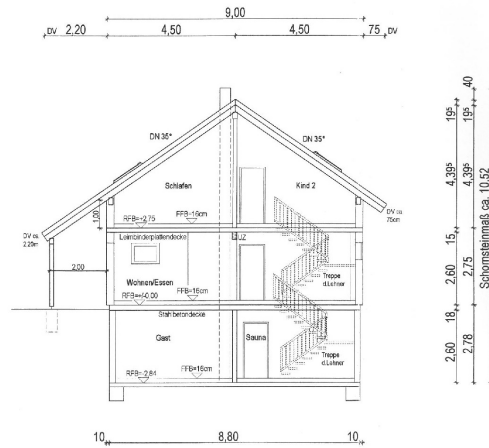 9,00
DV 2,20 4,50 4,50 75 DV
40
DN 35° DN 35°
19⁵ 19⁵
Schlafen Kind 2
4,39⁵ 4,39⁵
1,00
RFB=+2,75 FFB=16cm
DV ca. 2,20m
DV ca. 75cm
Leimbinderplattendecke UZ
15
2,00
Wohnen/Essen
Treppe
d.Lehner
2,60 2,75
RFB=+-0,00 FFB=16cm
Stahlbetondecke
18
Gast Sauna
Treppe
d.Lehner
2,60 2,78
RFB=-2,84 FFB=16cm
Schornsteinmaß ca. 10,52
10 8,80 10